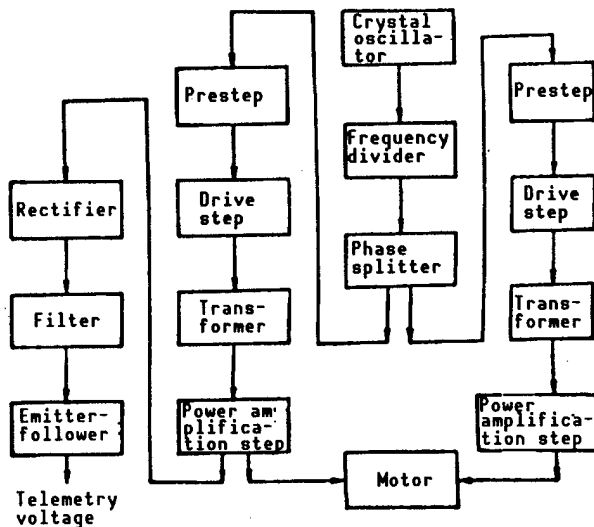 Crystal
oscilla-
tor
Prestep
Prestep
Frequency
divider
Rectifier
Drive
step
Drive
step
Phase
splitter
Filter
Trans-
former
Trans-
former
Emitter-
follower
Power am-
plifica-
tion step
Power
amplifica-
tion step
Motor
Telemetry
voltage